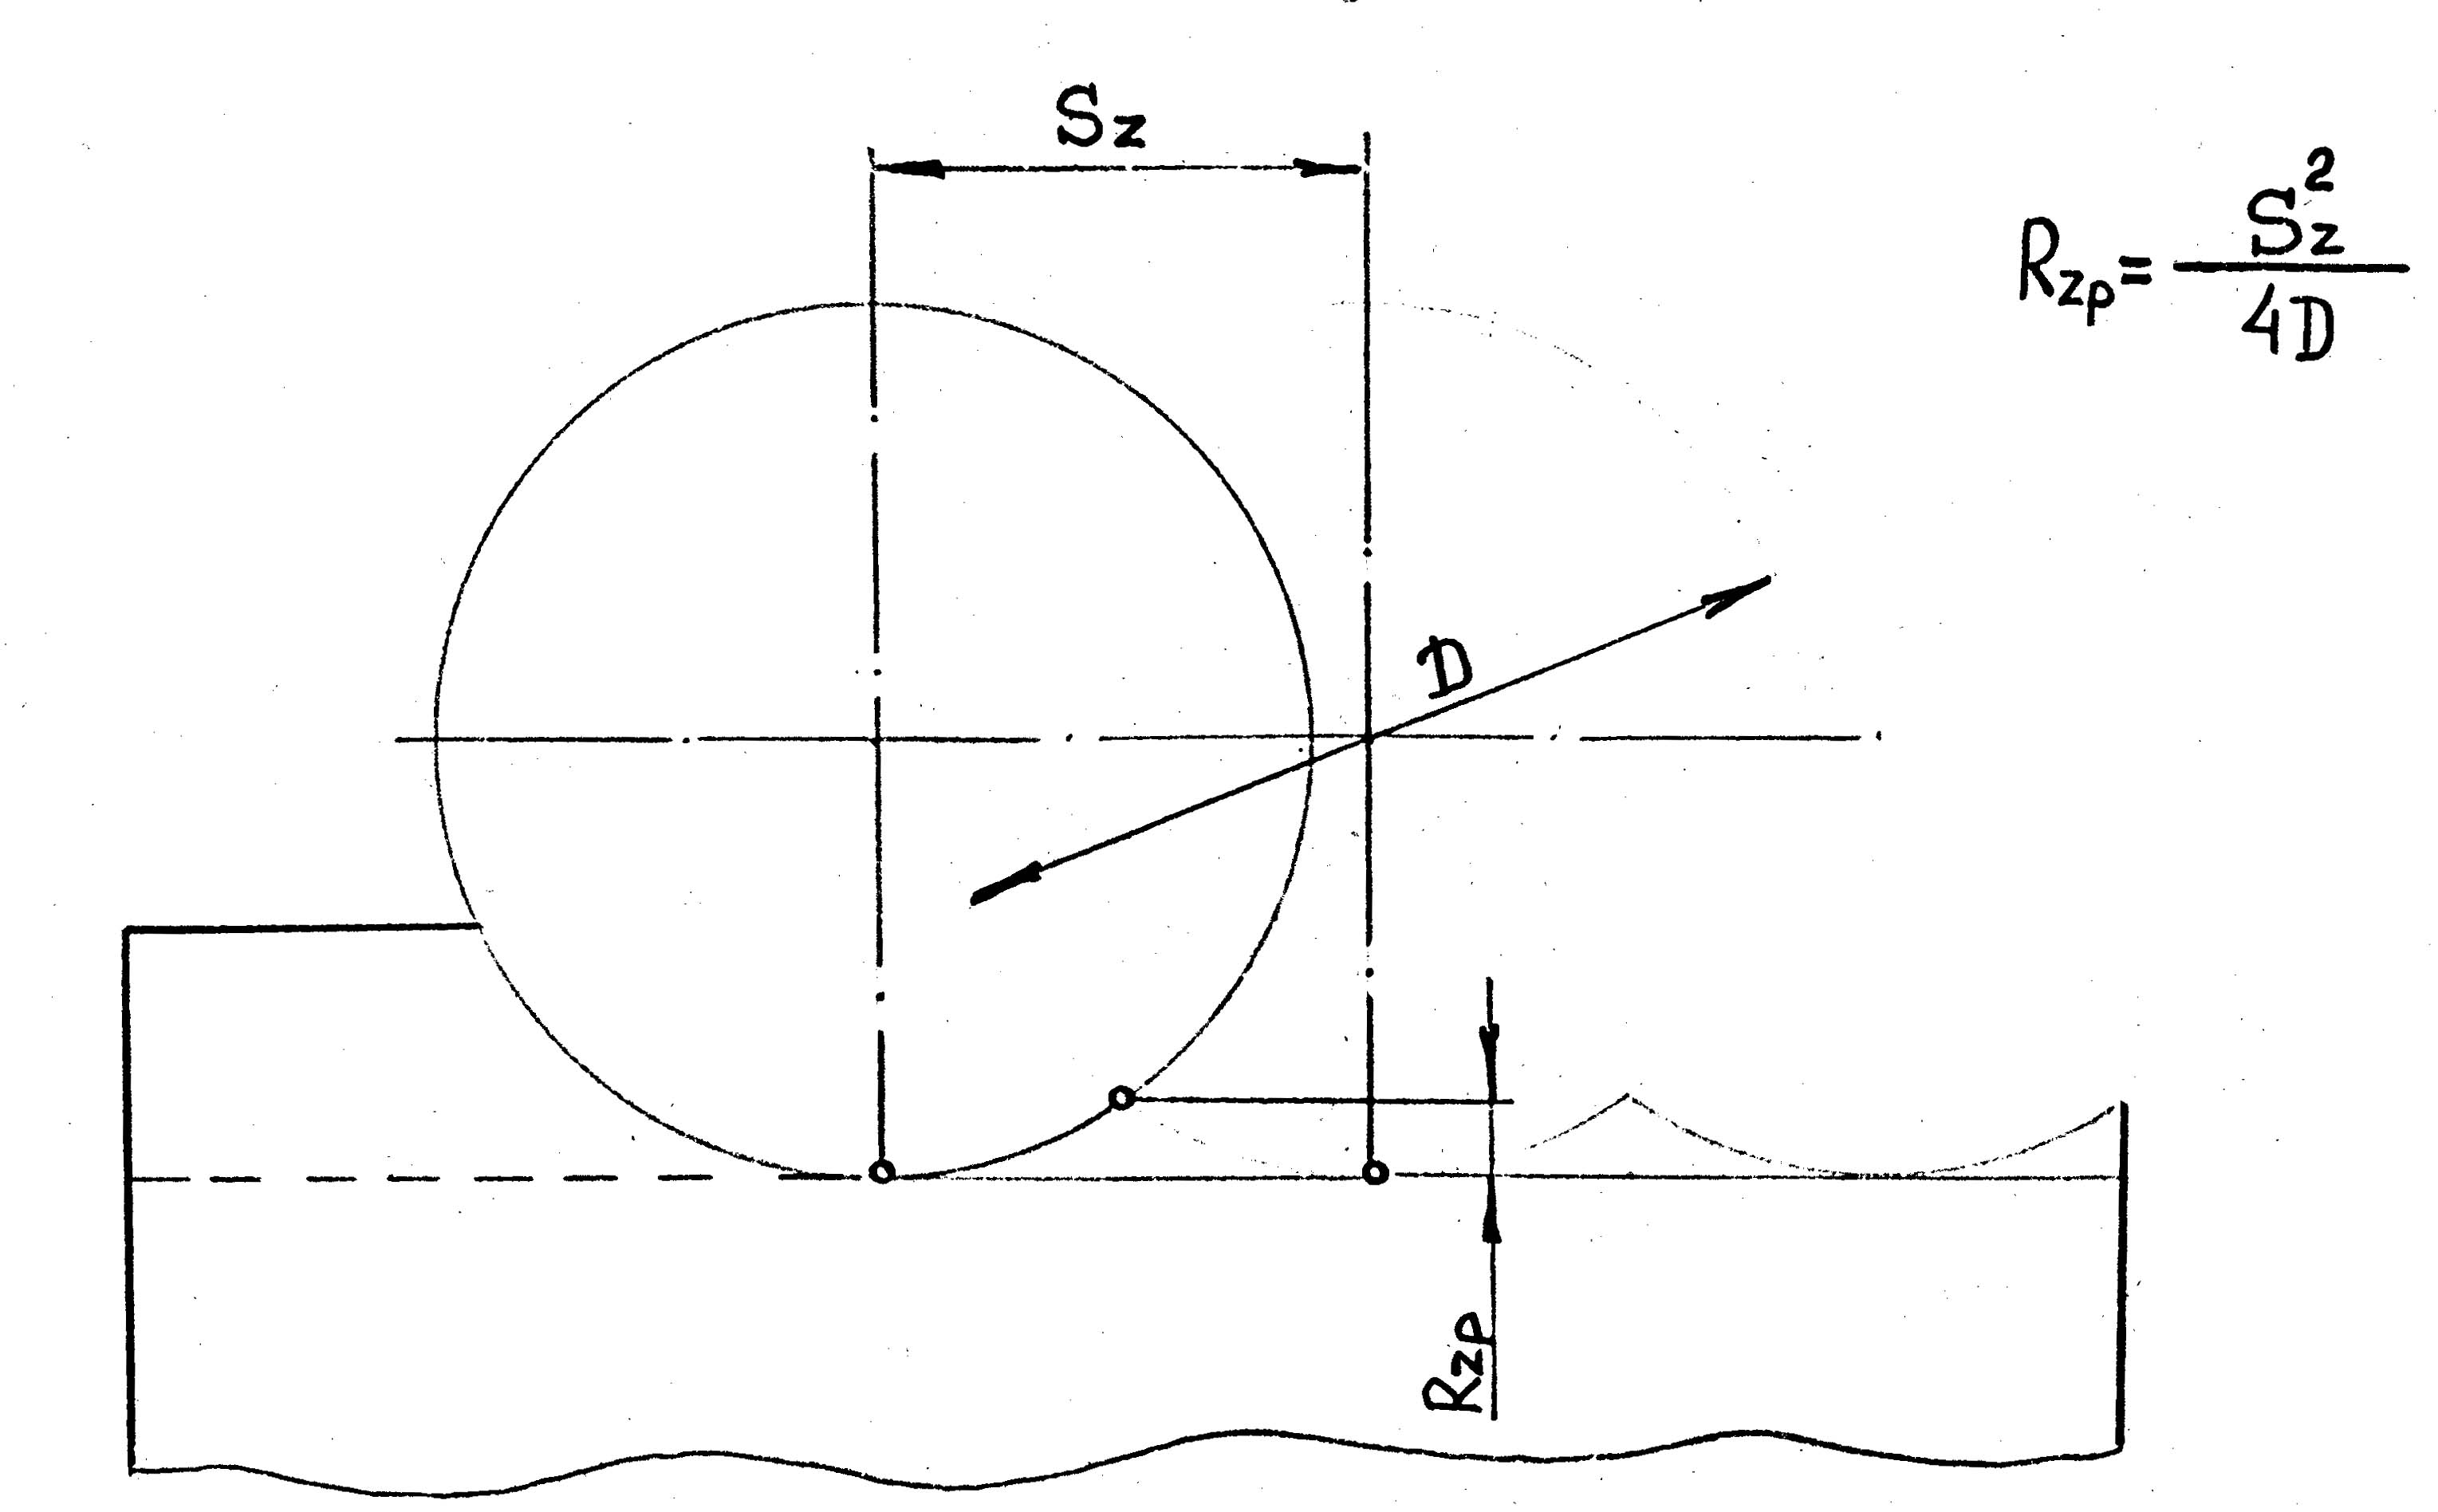 Sz
Rzp = Sz² / 4D
D
Rzp